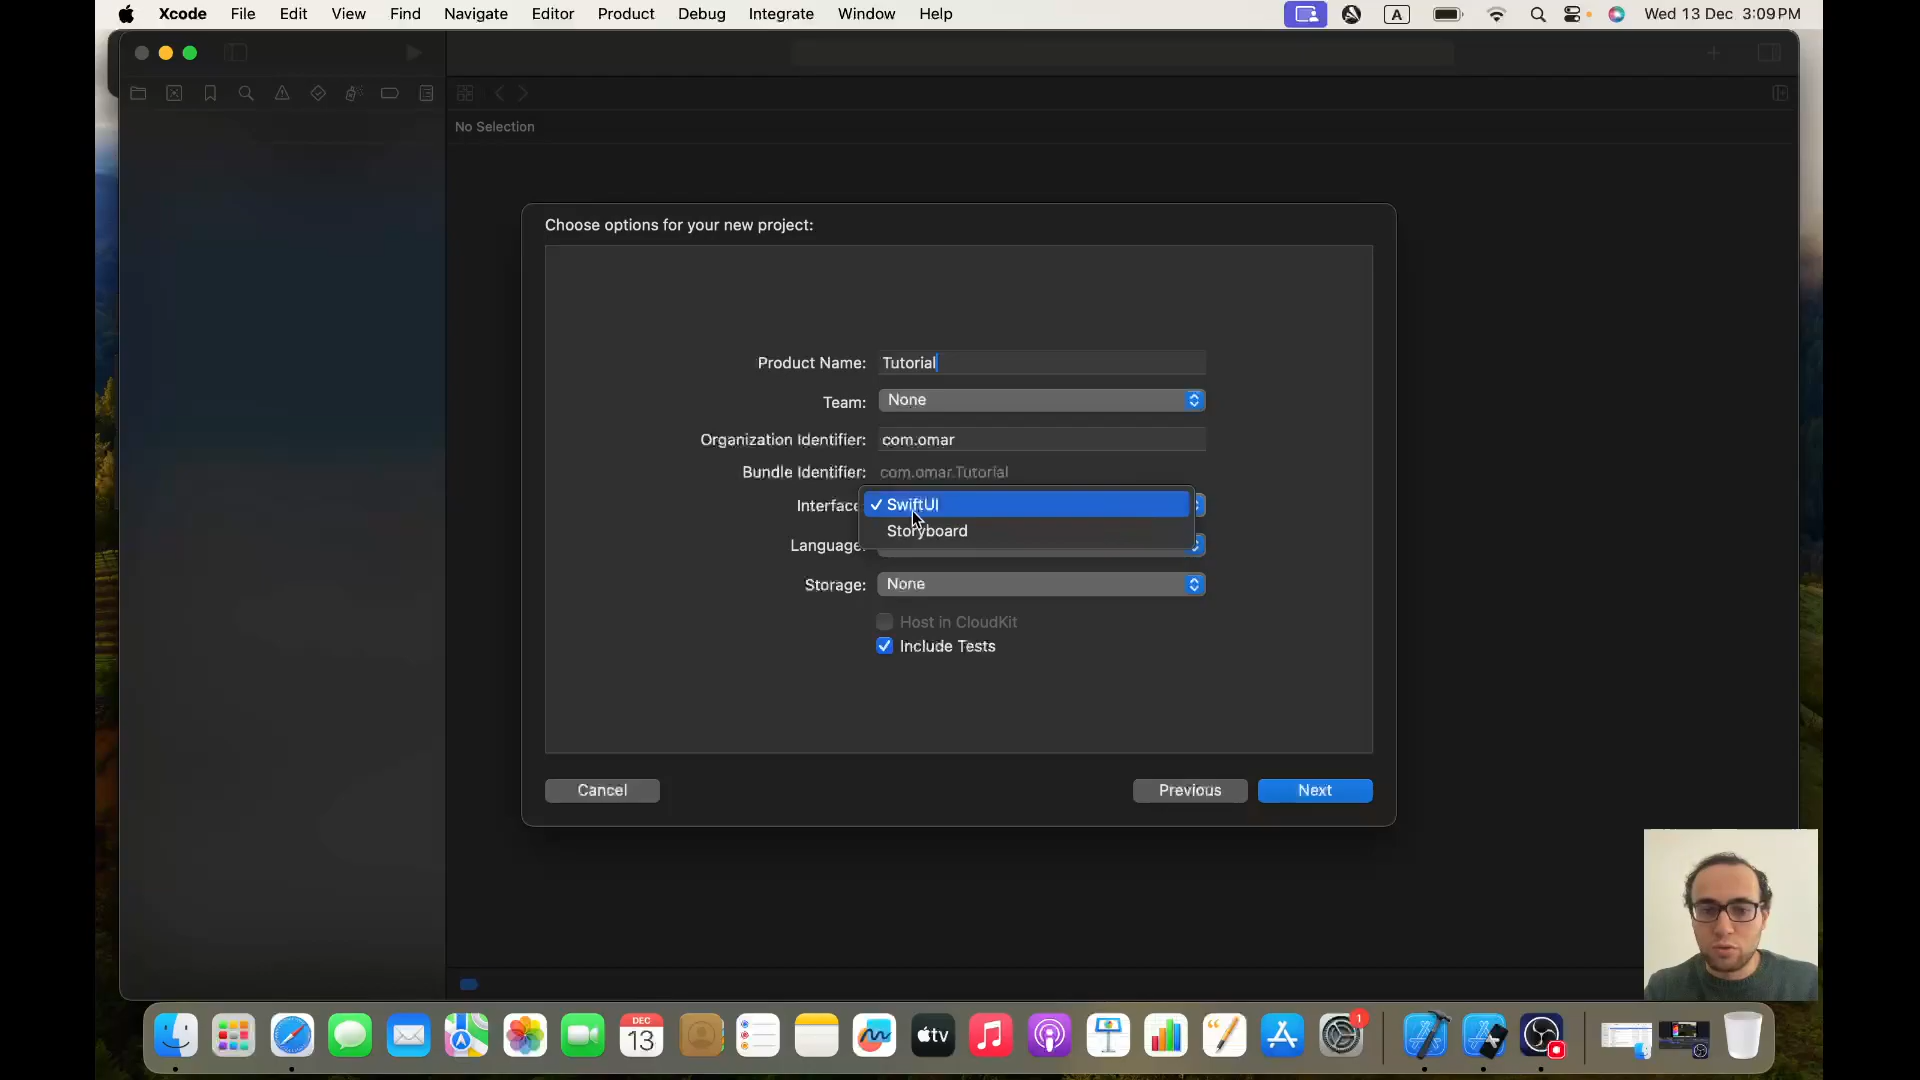 Xcode File Edit View Find Navigate Editor Product Debug Integrate Window Help A Wed 13 Dec 3:09 PM
No Selection
Choose options for your new project:
Product Name: Tutorial
Team: None
Organization Identifier: com.omar
Bundle Identifier: com.omar.Tutorial
Interface
✓ SwiftUI
Storyboard
Language:
Storage: None
Host in CloudKit
Include Tests
Cancel Previous Next
DEC
13
tv
1